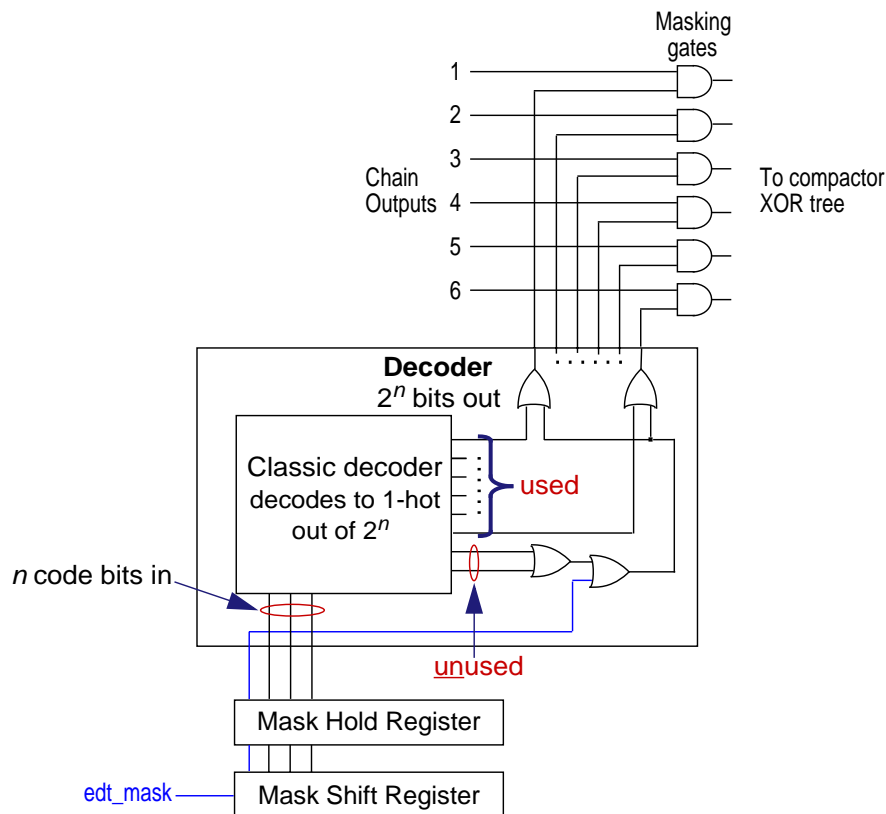 Masking
gates
1
2
3
4
5
6
Chain
Outputs
To compactor
XOR tree
Decoder
2ⁿ bits out
Classic decoder
decodes to 1-hot
out of 2ⁿ
used
n code bits in
unused
Mask Hold Register
edt_mask
Mask Shift Register